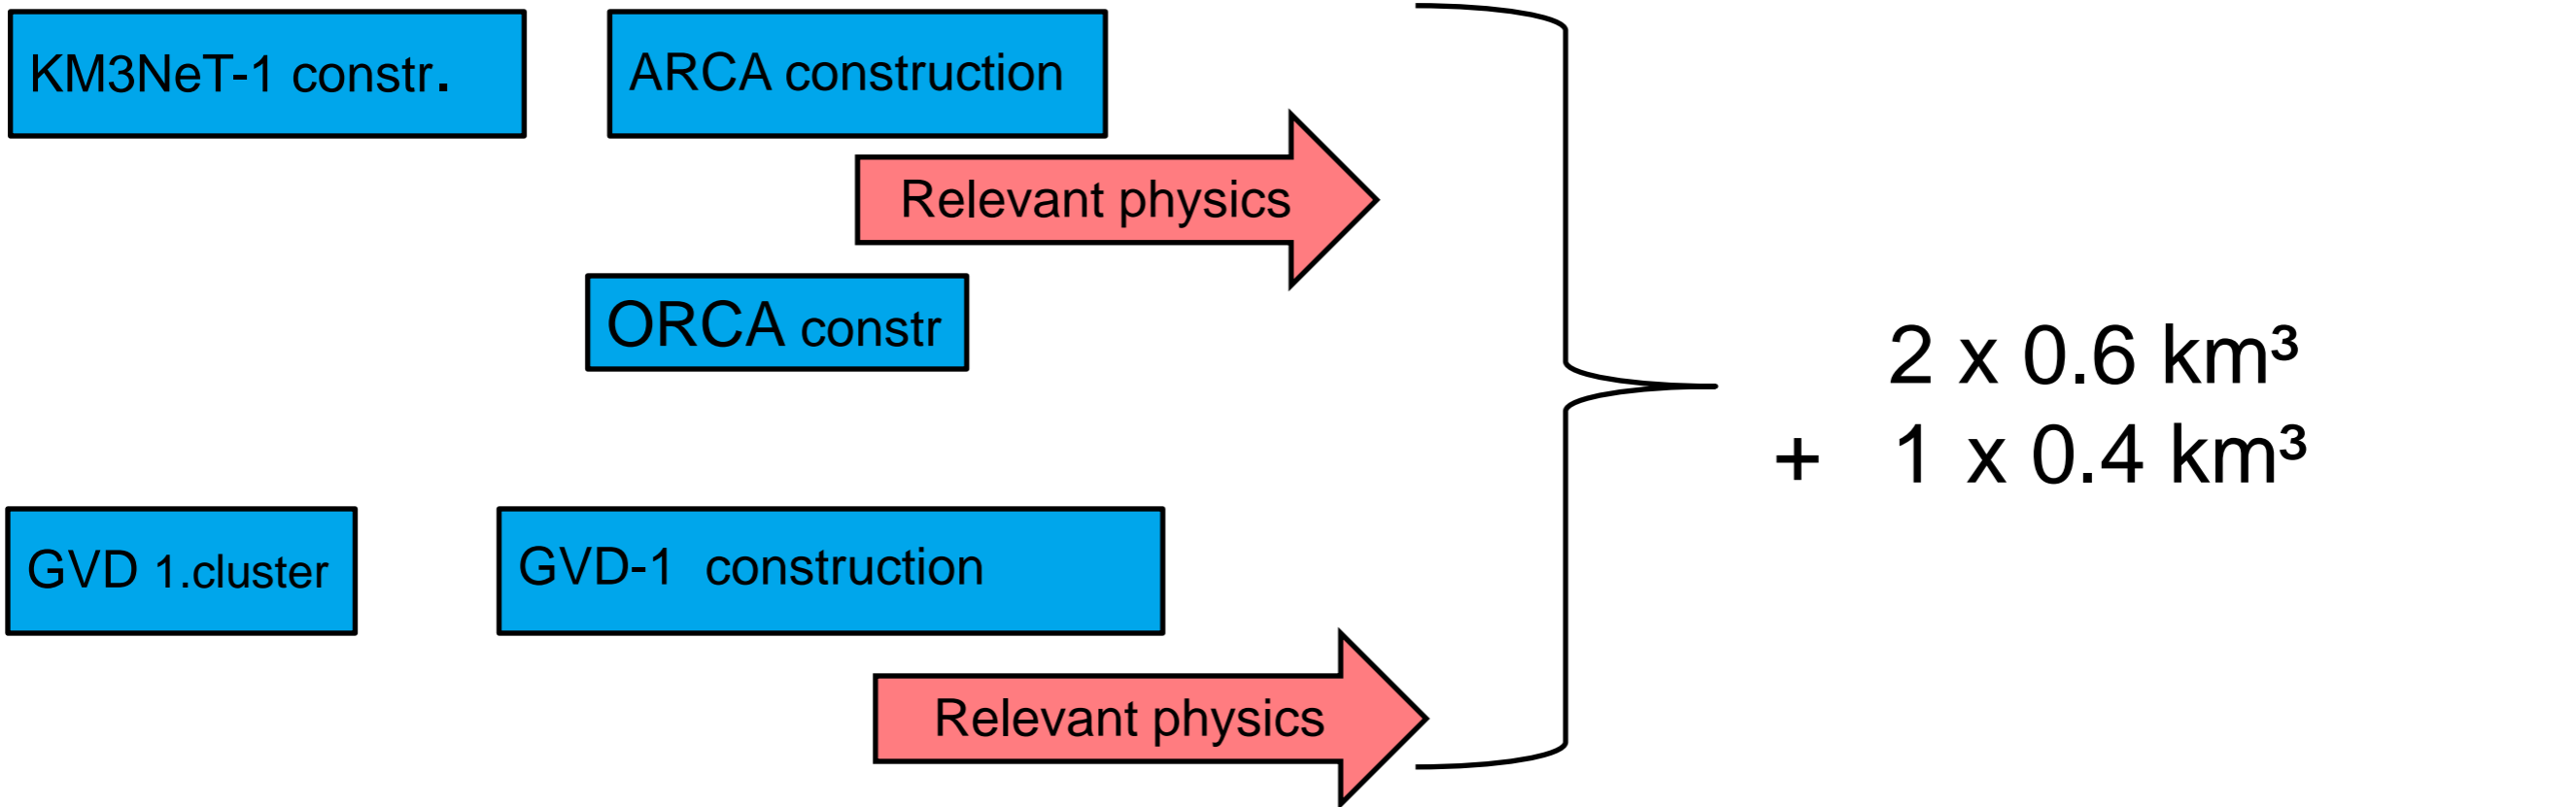 KM3NeT-1 constr.
ARCA construction
Relevant physics
ORCA constr
2 x 0.6 km³
+ 1 x 0.4 km³
GVD 1.cluster
GVD-1 construction
Relevant physics